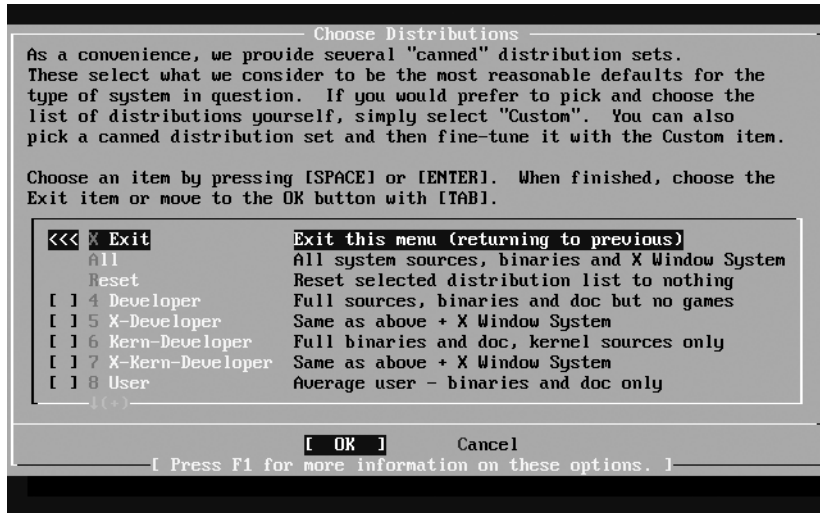 Choose Distributions
As a convenience, we provide several "canned" distribution sets.
These select what we consider to be the most reasonable defaults for the
type of system in question.  If you would prefer to pick and choose the
list of distributions yourself, simply select "Custom".  You can also
pick a canned distribution set and then fine-tune it with the Custom item.
Choose an item by pressing [SPACE] or [ENTER].  When finished, choose the
Exit item or move to the OK button with [TAB].
<<< X Exit Exit this menu (returning to previous)
All All system sources, binaries and X Window System
Reset Reset selected distribution list to nothing
[ ] 4 Developer Full sources, binaries and doc but no games
[ ] 5 X-Developer Same as above + X Window System
[ ] 6 Kern-Developer Full binaries and doc, kernel sources only
[ ] 7 X-Kern-Developer Same as above + X Window System
[ ] 8 User Average user - binaries and doc only
↓(+)
[ OK ] Cancel
[ Press F1 for more information on these options. ]